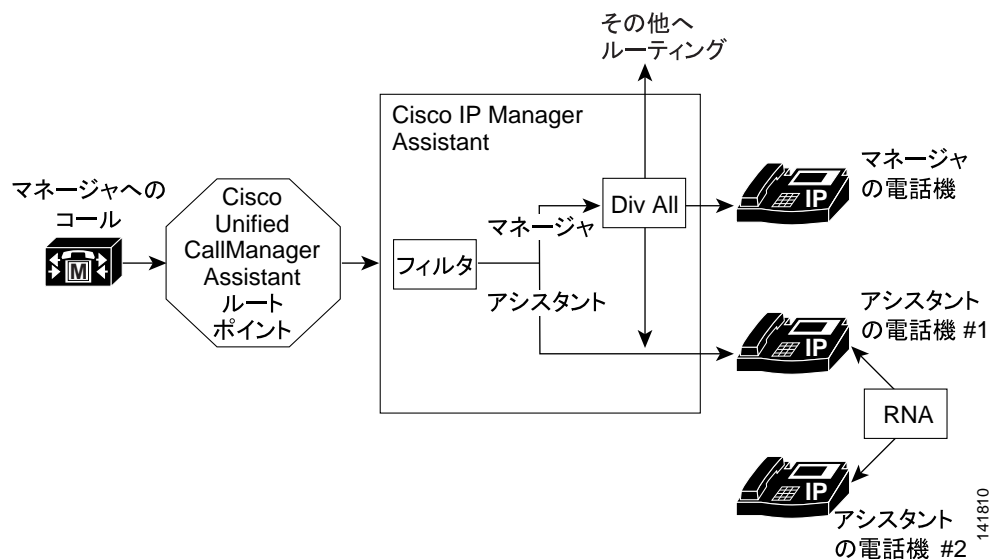 その他へ
ルーティング
Cisco IP Manager
Assistant
マネージャへの
コール
M
Cisco
Unified
CallManager
Assistant
ルート
ポイント
フィルタ
マネージャ
アシスタント
Div All
IP
マネージャ
の電話機
IP
アシスタント
の電話機 #1
RNA
IP
アシスタント
の電話機 #2
141810